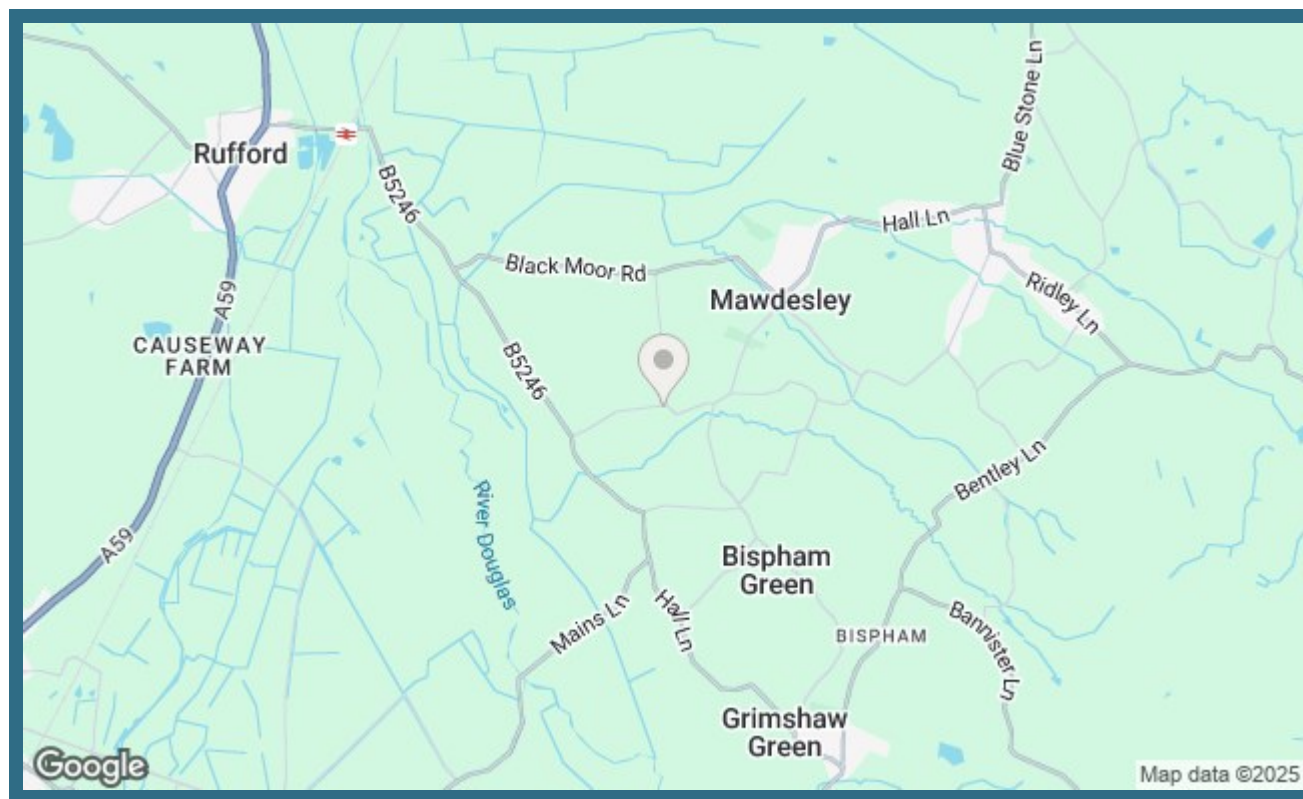 Blue Stone Ln
Rufford
B5246
Hall Ln
Black Moor Rd
Mawdesley
Ridley Ln
A59
CAUSEWAY
FARM
B5246
Bentley Ln
River Douglas
A59
Bispham
Green
Mains Ln
Hall Ln
BISPHAM
Bannister Ln
Grimshaw
Green
Google
Map data ©2025